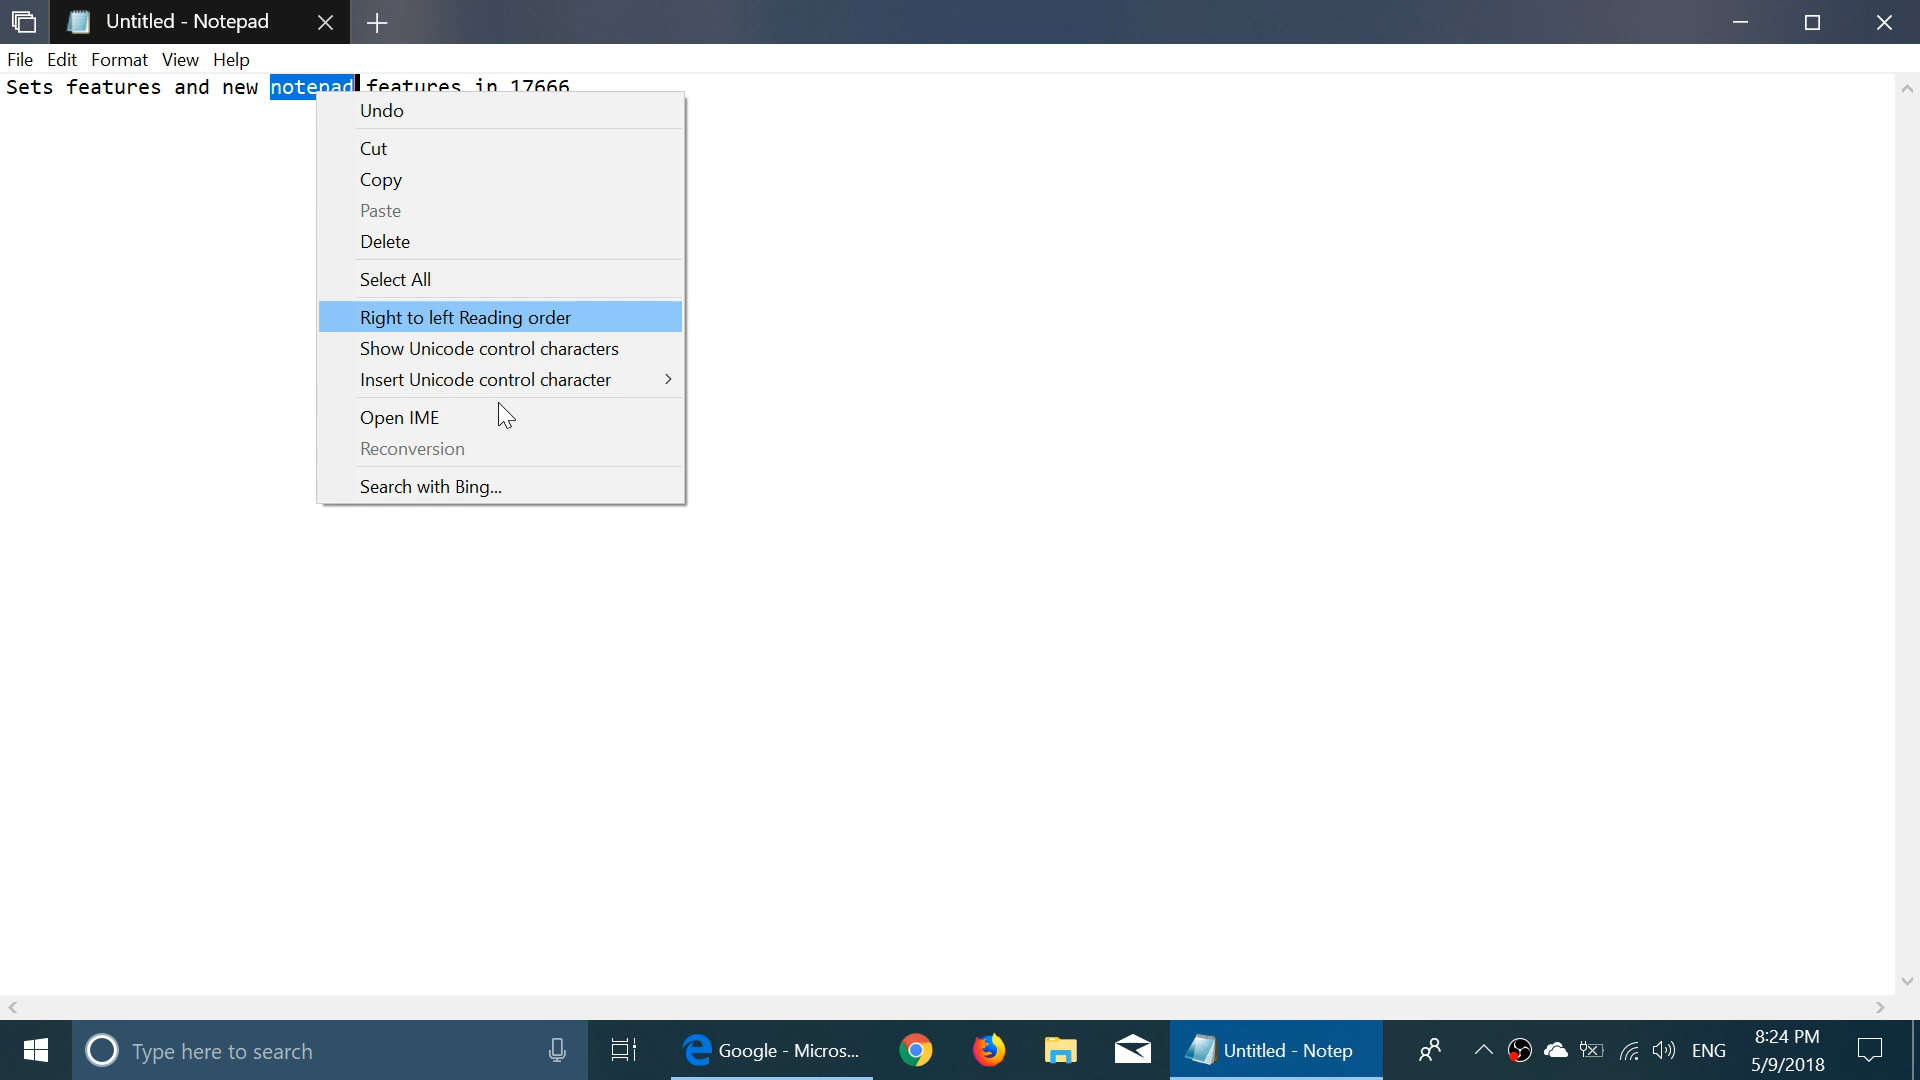 Untitled - Notepad
File Edit Format View Help
Sets features and new notepad features in 17666
Undo
Cut
Copy
Paste
Delete
Select All
Right to left Reading order
Show Unicode control characters
Insert Unicode control character
Open IME
Reconversion
Search with Bing...
Type here to search
Google - Micros...
Untitled - Notep
ENG
8:24 PM
5/9/2018